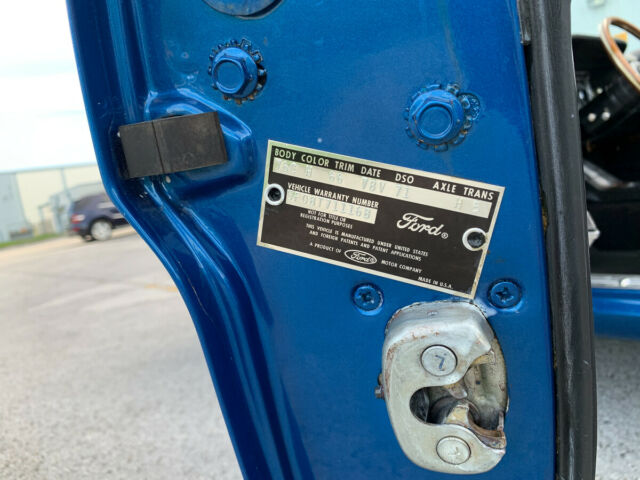 BODY COLOR TRIM DATE DSO AXLE TRANS
VEHICLE WARRANTY NUMBER
NOT FOR TITLE OR
REGISTRATION PURPOSES
Ford®
THIS VEHICLE IS MANUFACTURED UNDER UNITED STATES
AND FOREIGN PATENTS AND PATENT APPLICATIONS
A PRODUCT OF Ford MOTOR COMPANY
MADE IN U.S.A.